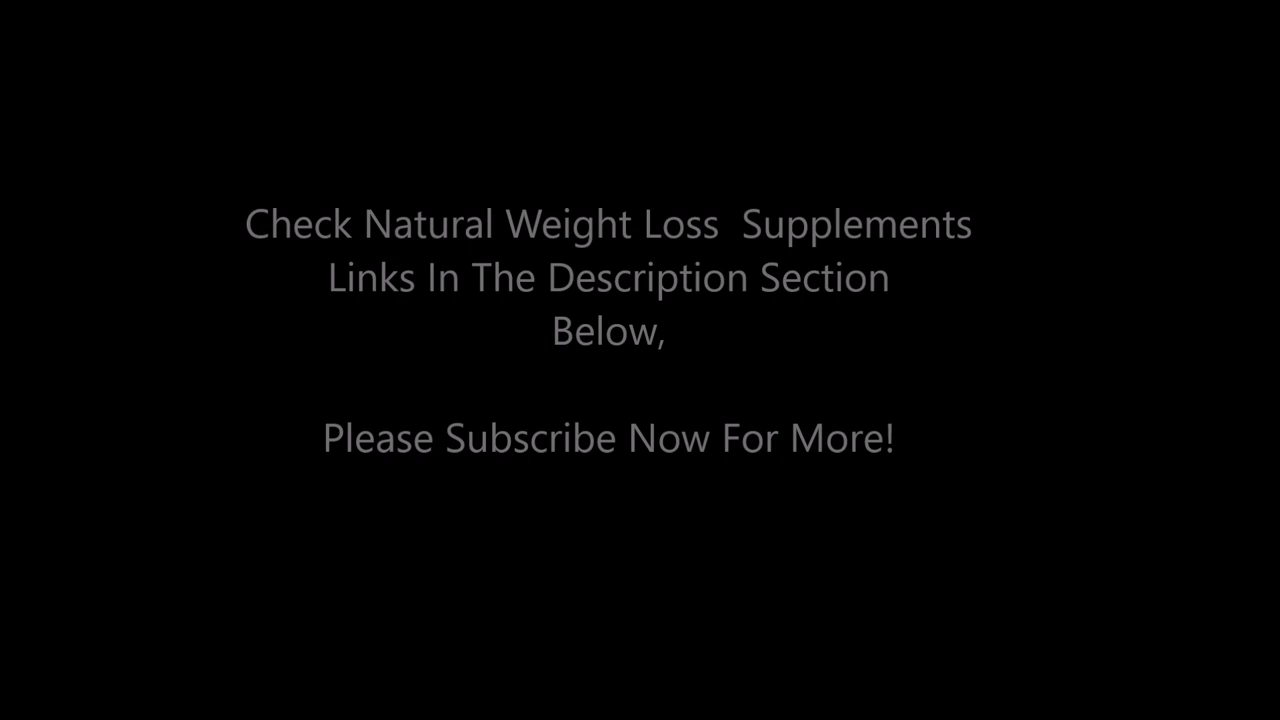 Check Natural Weight Loss  Supplements
Links In The Description Section
Below,
Please Subscribe Now For More!